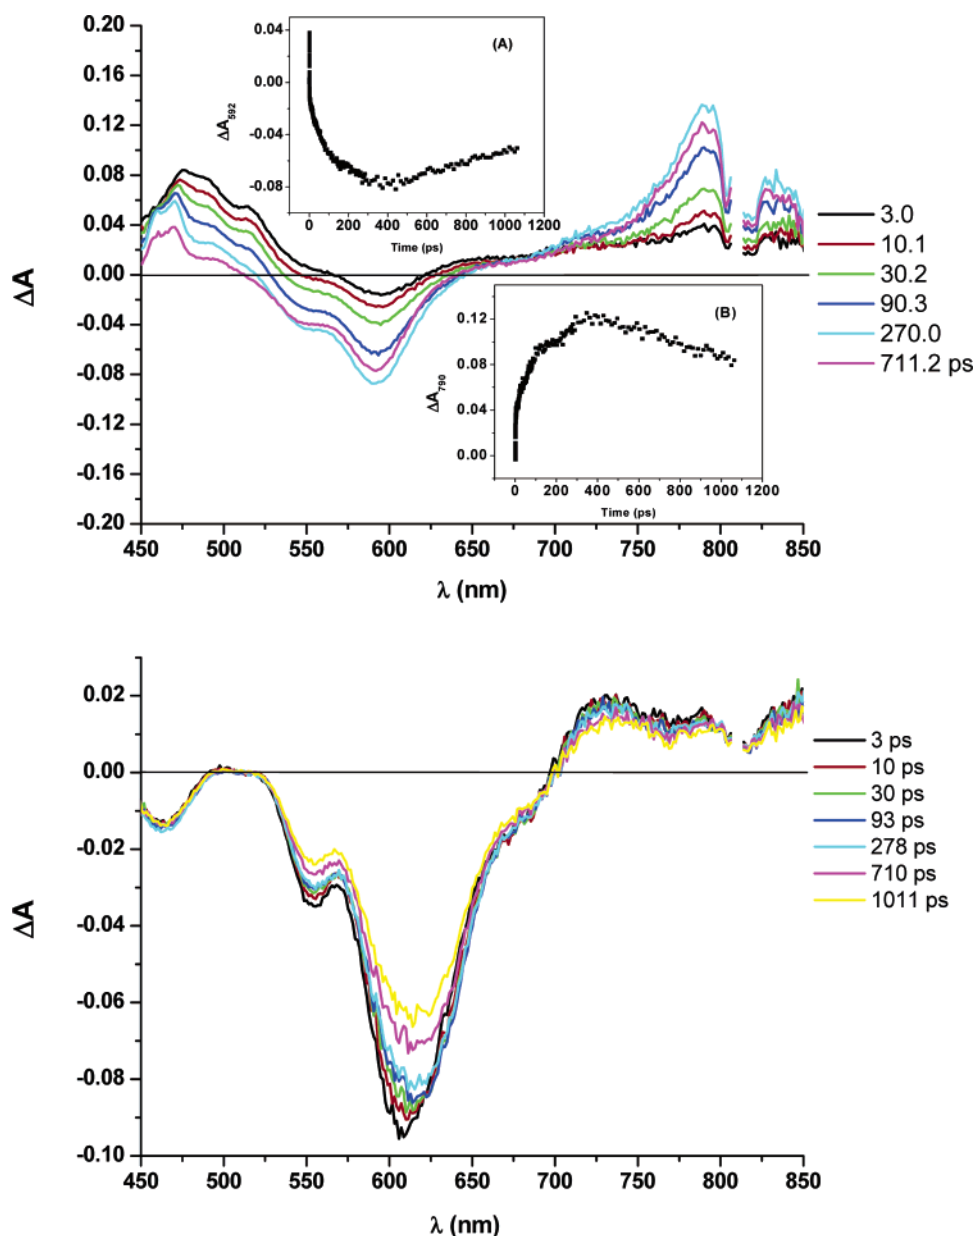 0.20
0.16
0.12
0.08
0.04
0.00
-0.04
-0.08
-0.12
-0.16
-0.20
ΔA
450 500 550 600 650 700 750 800 850
λ (nm)
(A)
0.04
0.00
-0.04
-0.08
ΔA592
0 200 400 600 800 1000 1200
Time (ps)
(B)
0.12
0.08
0.04
0.00
ΔA790
0 200 400 600 800 1000 1200
Time (ps)
3.0
10.1
30.2
90.3
270.0
711.2 ps
0.02
0.00
-0.02
-0.04
-0.06
-0.08
-0.10
ΔA
450 500 550 600 650 700 750 800 850
λ (nm)
3 ps
10 ps
30 ps
93 ps
278 ps
710 ps
1011 ps